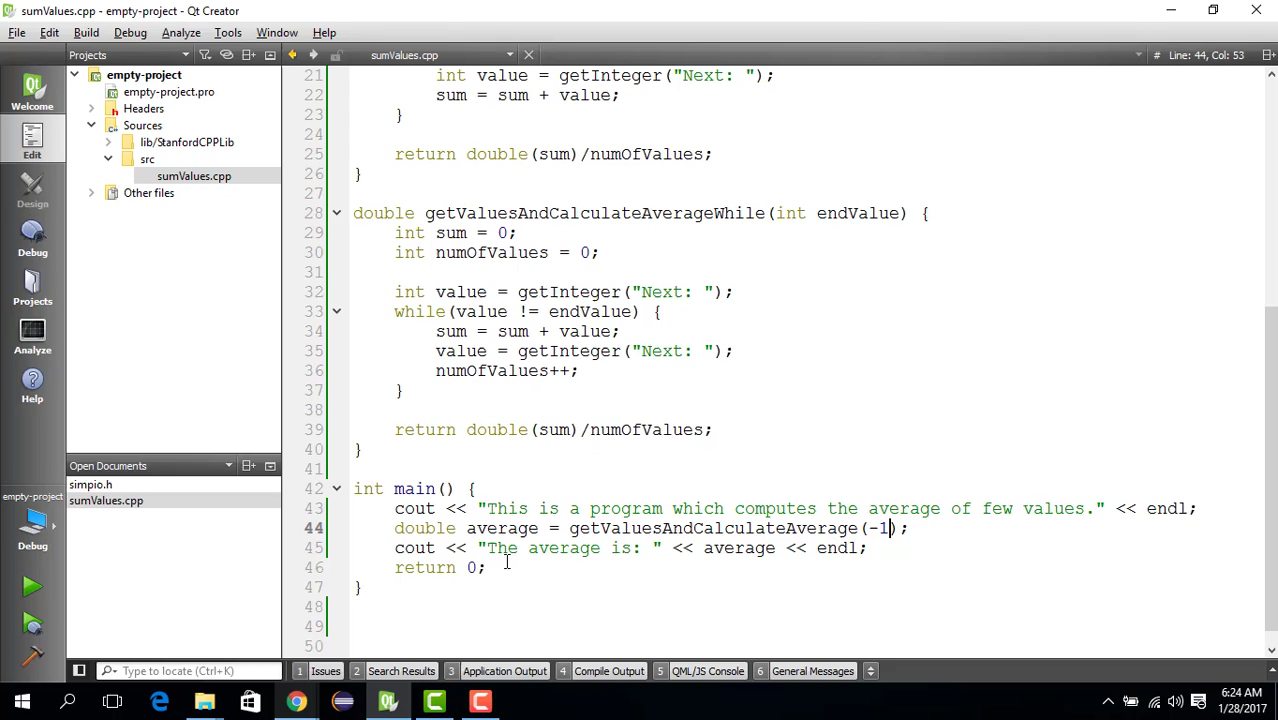 sumValues.cpp - empty-project - Qt Creator
File Edit Build Debug Analyze Tools Window Help
Projects
sumValues.cpp
# Line: 44, Col: 53
Welcome
Edit
Design
Debug
Projects
Analyze
Help
empty-project
Debug
empty-project
empty-project.pro
Headers
Sources
lib/StanfordCPPLib
src
sumValues.cpp
Other files
Open Documents
simpio.h
sumValues.cpp
21 int value = getInteger("Next: ");
22 sum = sum + value;
23 }
24
25 return double(sum)/numOfValues;
26 }
27
28 double getValuesAndCalculateAverageWhile(int endValue) {
29 int sum = 0;
30 int numOfValues = 0;
31
32 int value = getInteger("Next: ");
33 while(value != endValue) {
34 sum = sum + value;
35 value = getInteger("Next: ");
36 numOfValues++;
37 }
38
39 return double(sum)/numOfValues;
40 }
41
42 int main() {
43 cout << "This is a program which computes the average of few values." << endl;
44 double average = getValuesAndCalculateAverage(-1);
45 cout << "The average is: " << average << endl;
46 return 0;
47 }
48
49
50
Type to locate (Ctrl+K)
1 Issues
2 Search Results
3 Application Output
4 Compile Output
5 QML/JS Console
6 General Messages
6:24 AM
1/28/2017